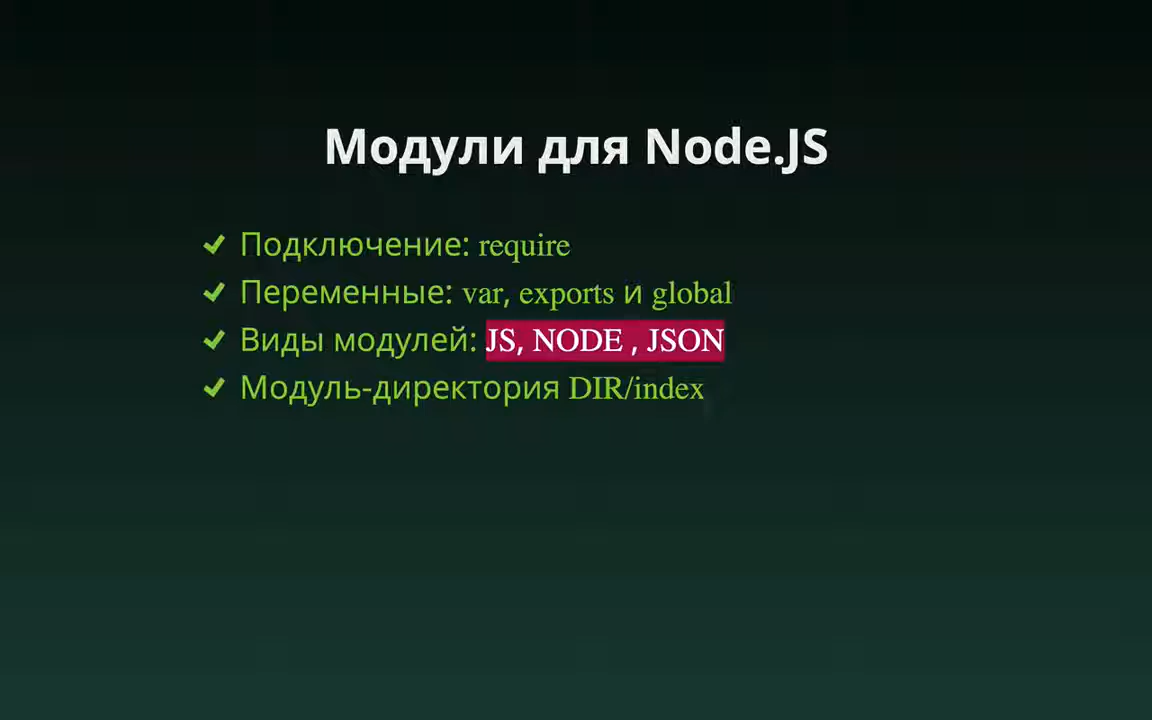 Модули для Node.JS
Подключение: require
Переменные: var, exports и global
Виды модулей: JS, NODE , JSON
Модуль-директория DIR/index